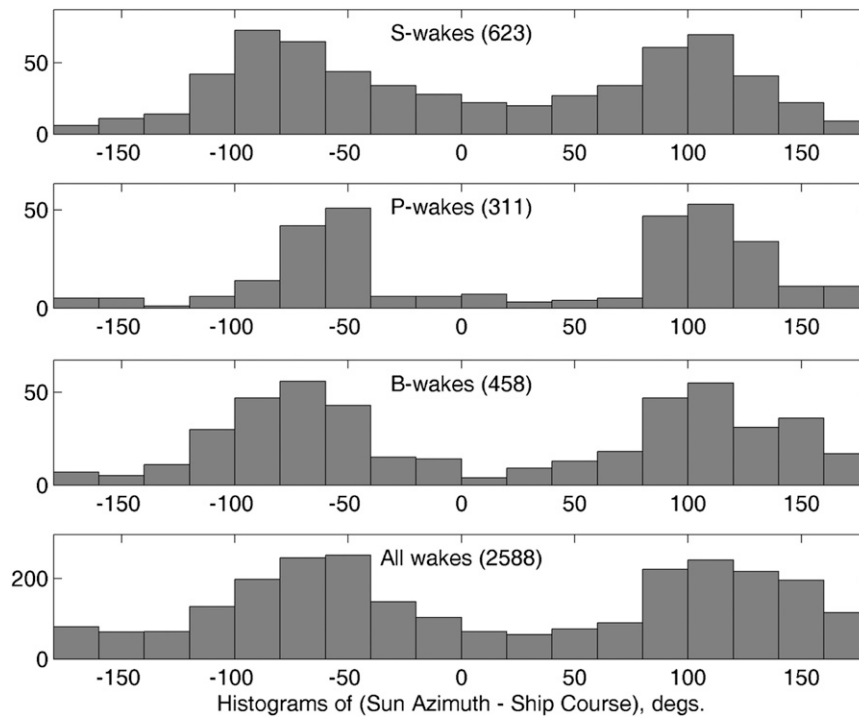 S-wakes (623)
50
0
-150 -100 -50 0 50 100 150
P-wakes (311)
50
0
-150 -100 -50 0 50 100 150
B-wakes (458)
50
0
-150 -100 -50 0 50 100 150
All wakes (2588)
200
0
-150 -100 -50 0 50 100 150
Histograms of (Sun Azimuth - Ship Course), degs.